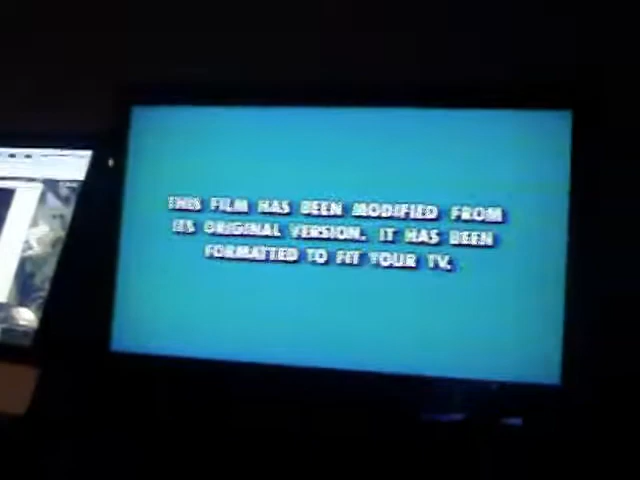 THIS FILM HAS BEEN MODIFIED FROM
ITS ORIGINAL VERSION. IT HAS BEEN
FORMATTED TO FIT YOUR TV.